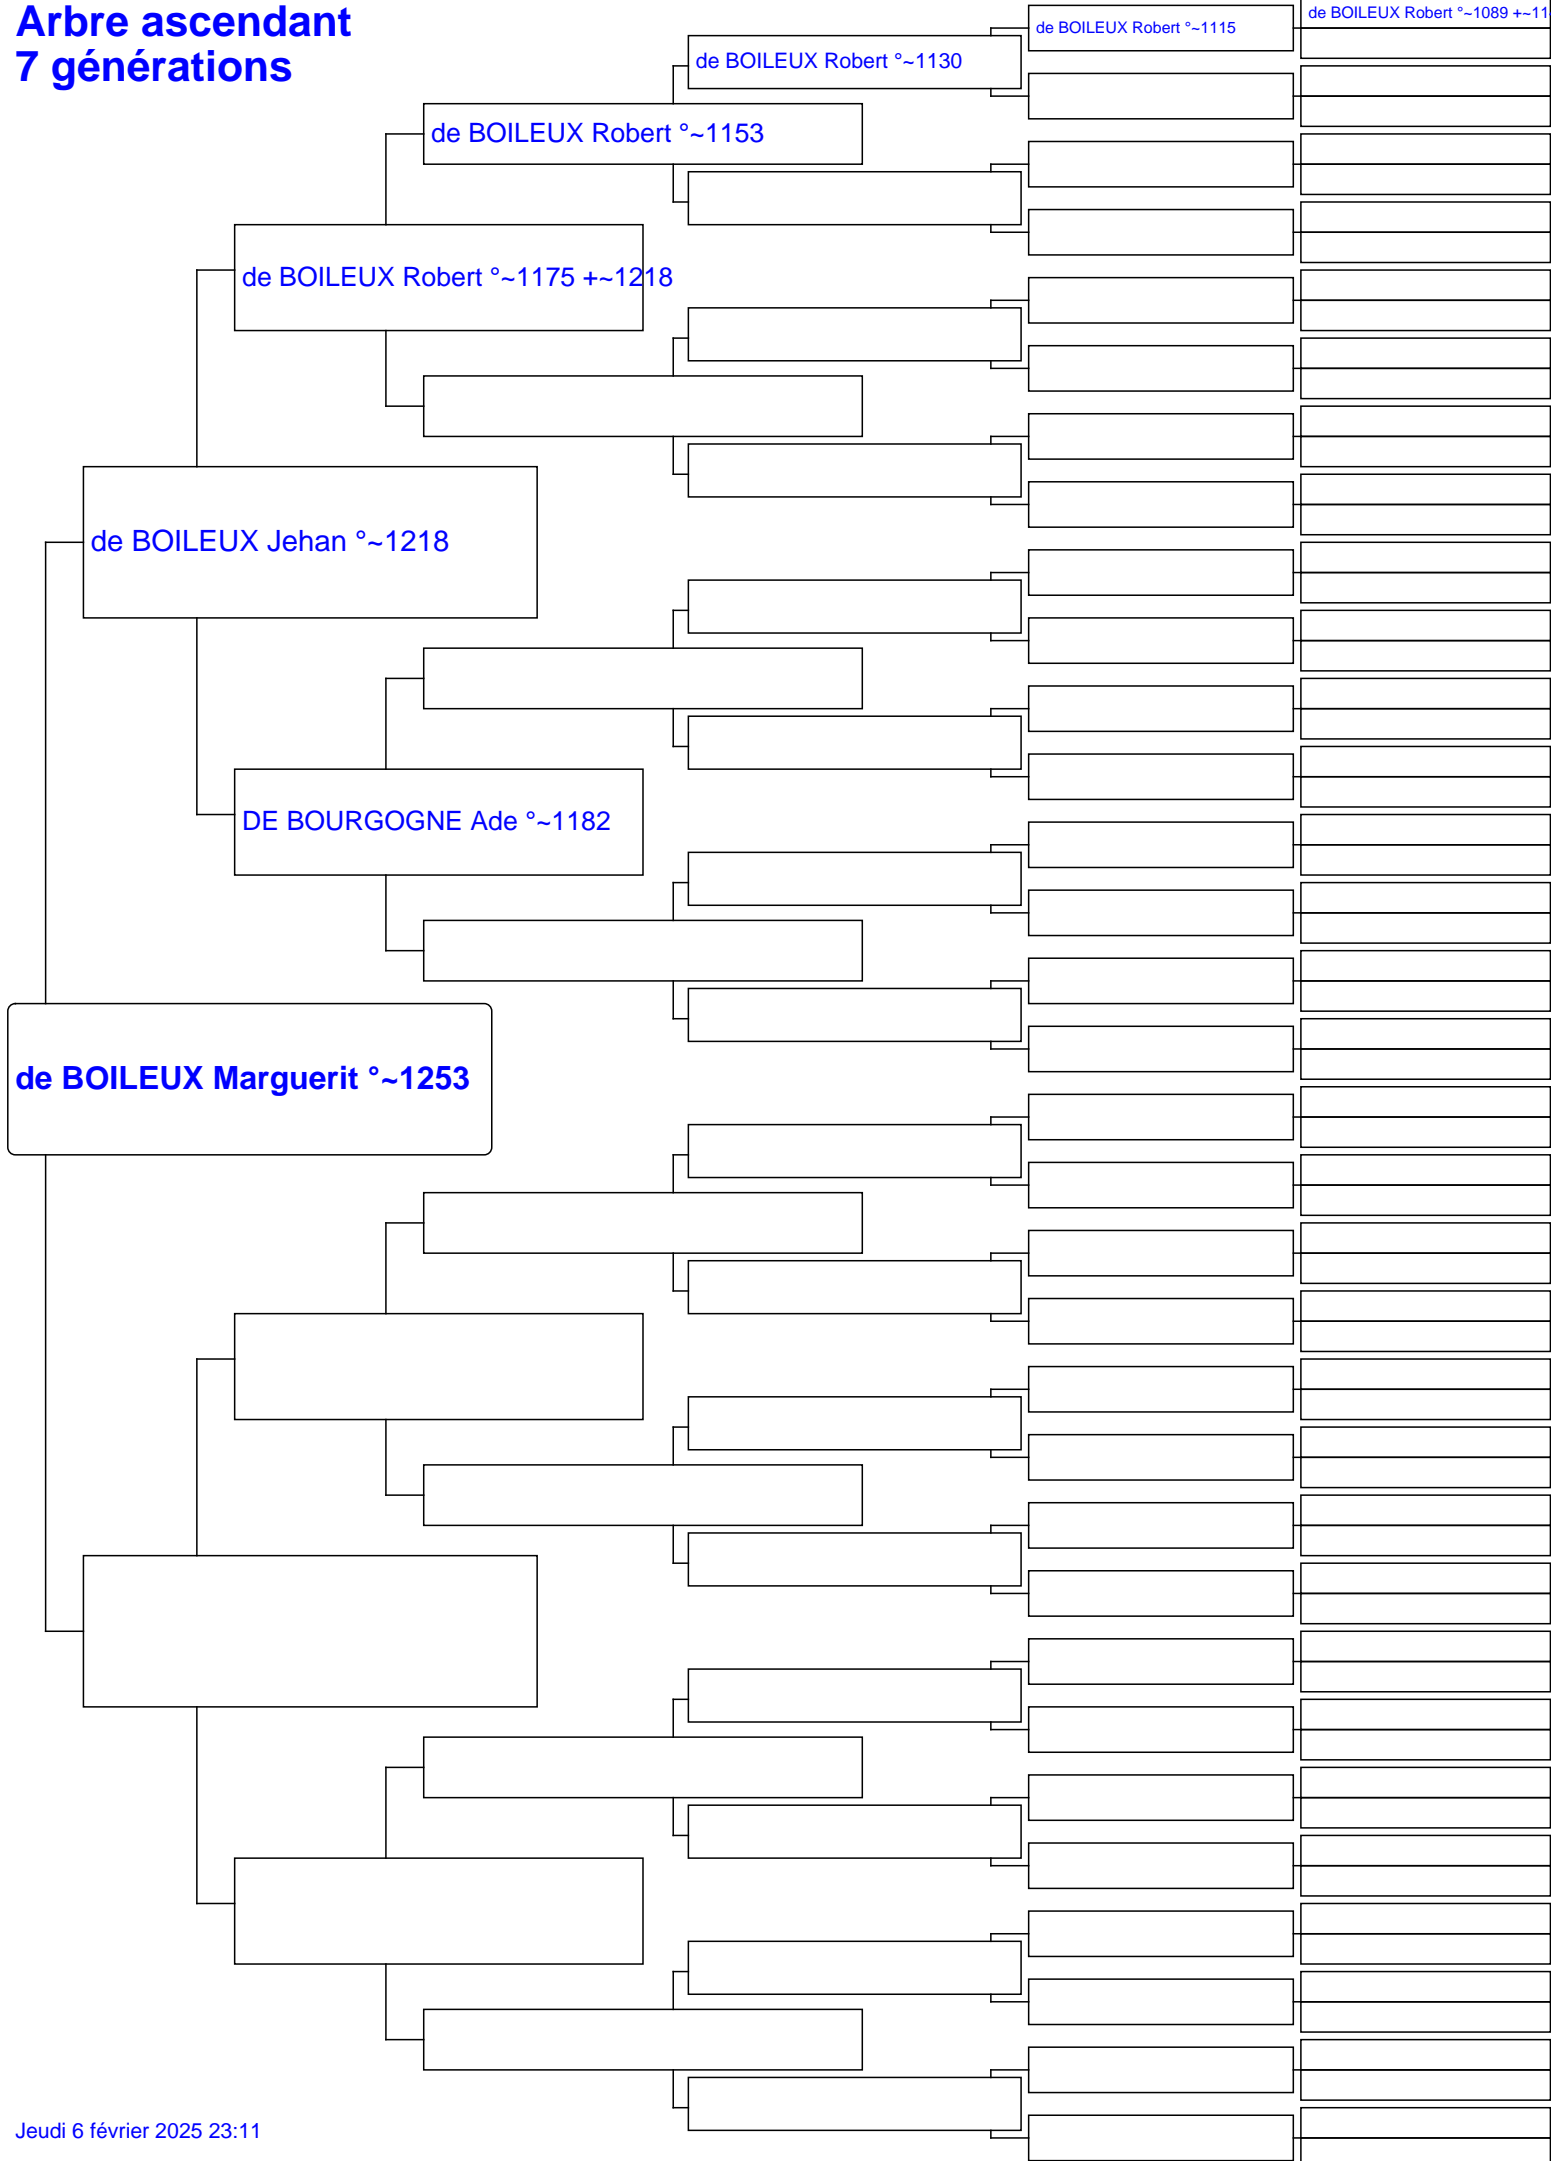 Arbre ascendant
7 générations
de BOILEUX Robert °~1089 +~11
de BOILEUX Robert °~1115
de BOILEUX Robert °~1130
de BOILEUX Robert °~1153
de BOILEUX Robert °~1175 +~1218
de BOILEUX Jehan °~1218
DE BOURGOGNE Ade °~1182
de BOILEUX Marguerit °~1253
Jeudi 6 février 2025 23:11